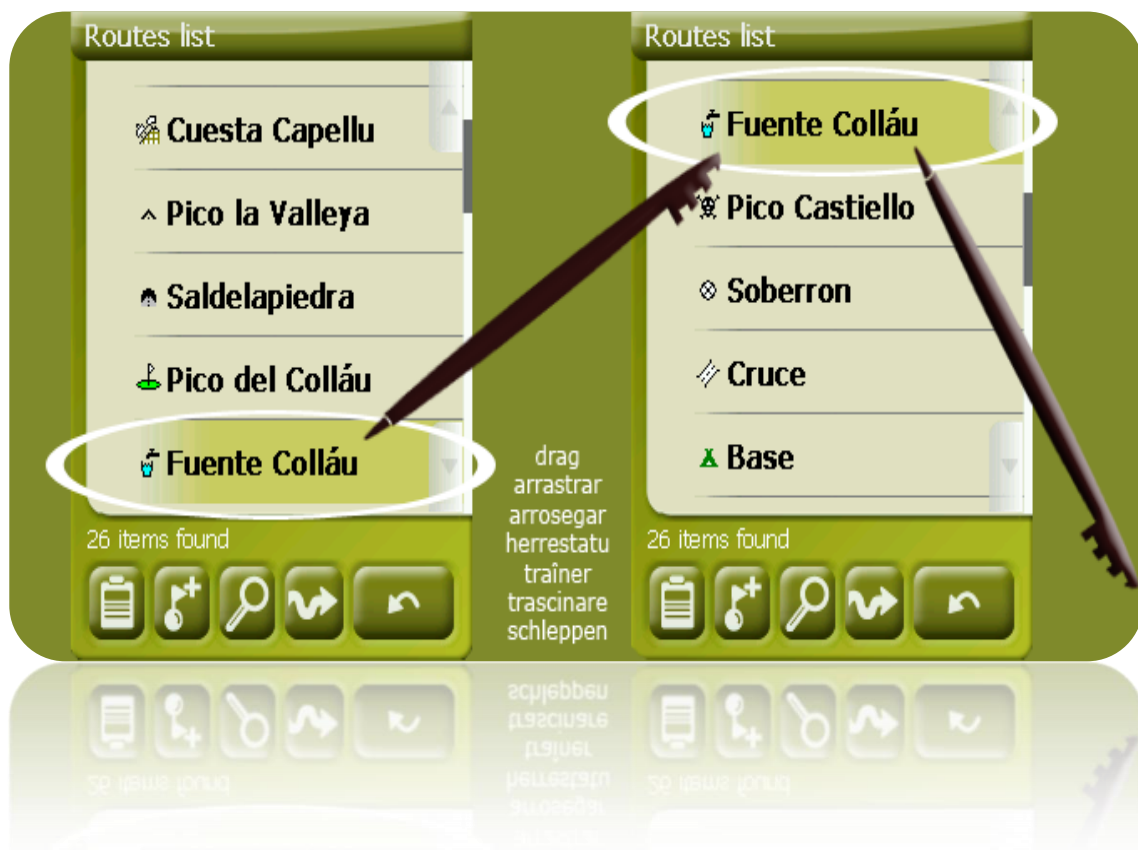 Routes list
Cuesta Capellu
Pico la Valleya
Saldelapiedra
Pico del Colláu
Fuente Colláu
26 items found
drag
arrastrar
arrosegar
herrestatu
traîner
trascinare
schleppen
Routes list
Fuente Colláu
Pico Castiello
Soberron
Cruce
Base
26 items found